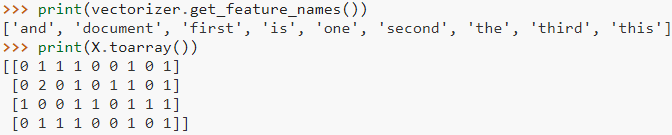 >>> print(vectorizer.get_feature_names())
['and', 'document', 'first', 'is', 'one', 'second', 'the', 'third', 'this']
>>> print(X.toarray())
[[0 1 1 1 0 0 1 0 1]
 [0 2 0 1 0 1 1 0 1]
 [1 0 0 1 1 0 1 1 1]
 [0 1 1 1 0 0 1 0 1]]